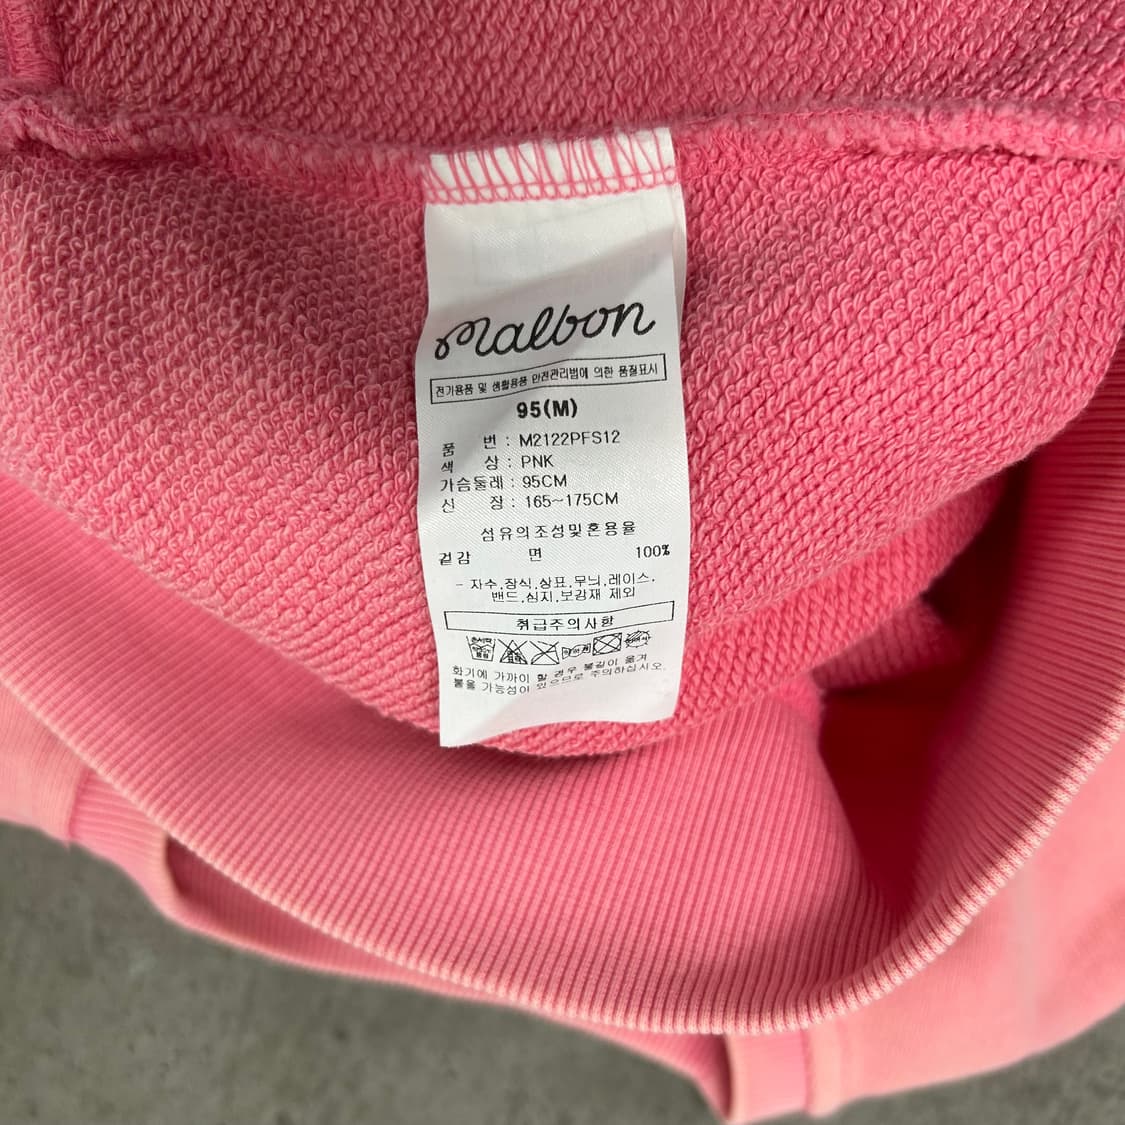 malbon
전기용품 및 생활용품 안전관리법에 의한 품질표시
95(M)
품 번 : M2122PFS12
색 상 : PNK
가슴둘레 : 95CM
신 장 : 165~175CM
섬유의조성및혼용율
겉감 면 100%
- 자수,장식,상표,무늬,레이스,
밴드,심지,보강재 제외
취급주의사항
화기에 가까이 할 경우 불길이 옮겨
붙을 가능성이 있으므로 주의하십시오.